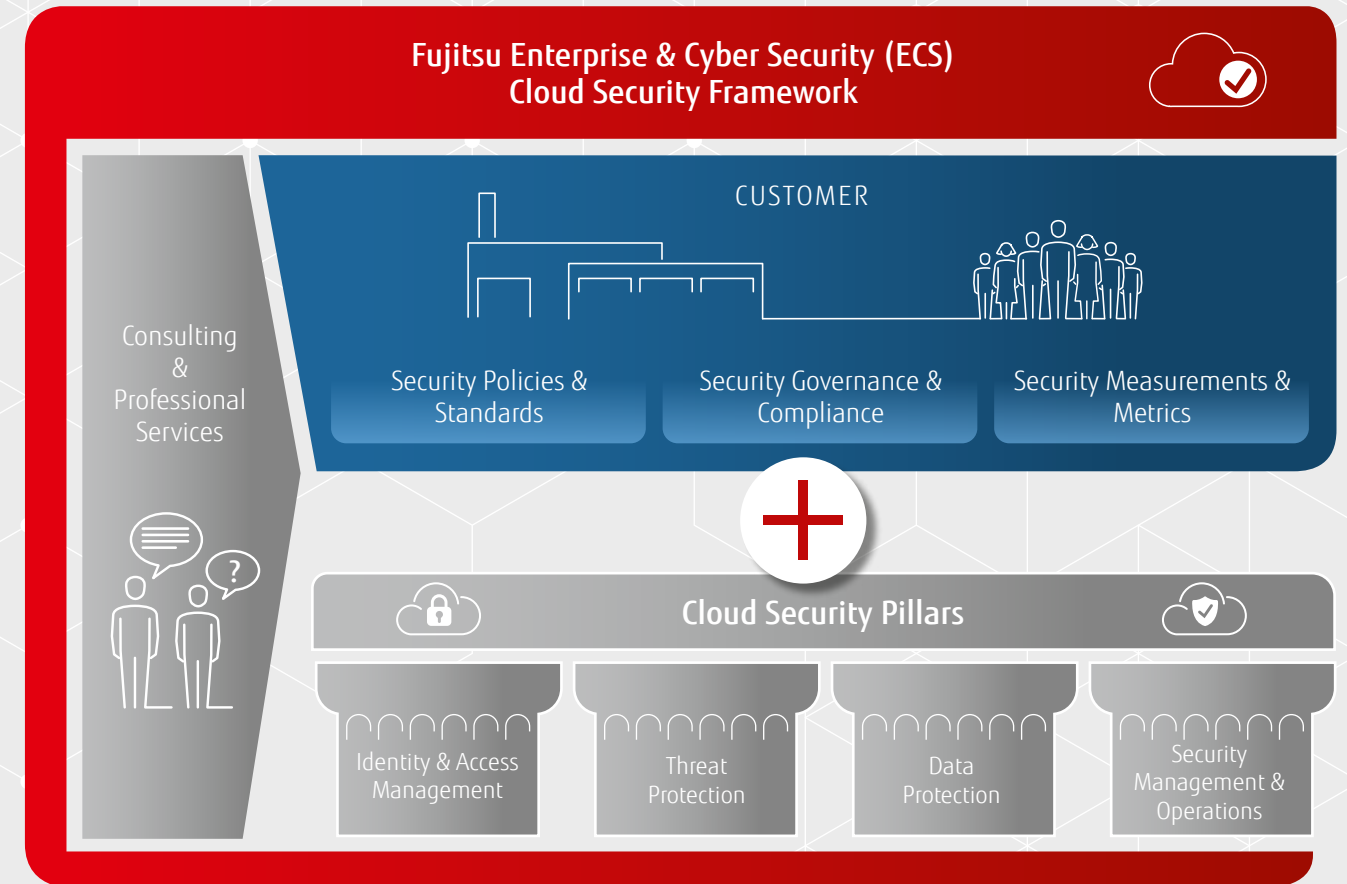 Fujitsu Enterprise & Cyber Security (ECS)
Cloud Security Framework
Consulting
&
Professional
Services
?
CUSTOMER
Security Policies &
Standards
Security Governance &
Compliance
Security Measurements &
Metrics
Cloud Security Pillars
Identity & Access
Management
Threat
Protection
Data
Protection
Security
Management &
Operations